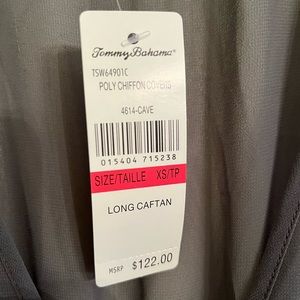 Tommy Bahama®
TSW64901C
POLY CHIFFON COVERS
4614-CAVE
015404 715238
SIZE/TAILLE XS/TP
LONG CAFTAN
MSRP $122.00